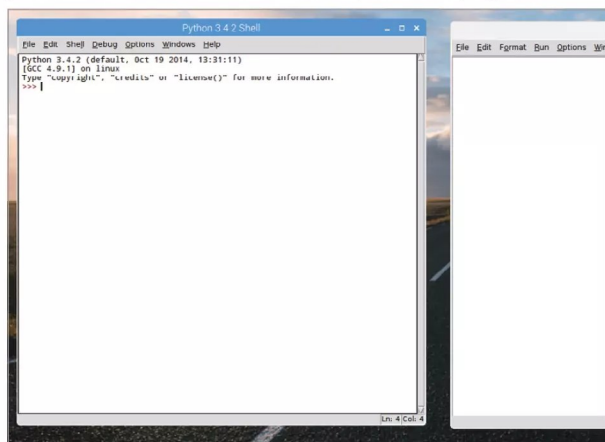 Python 3.4.2 Shell
File Edit Shell Debug Options Windows Help
Python 3.4.2 (default, Oct 19 2014, 13:31:11)
[GCC 4.9.1] on linux
Type "copyright", "credits" or "license()" for more information.
>>>
Ln: 4 Col: 4
File Edit Format Run Options